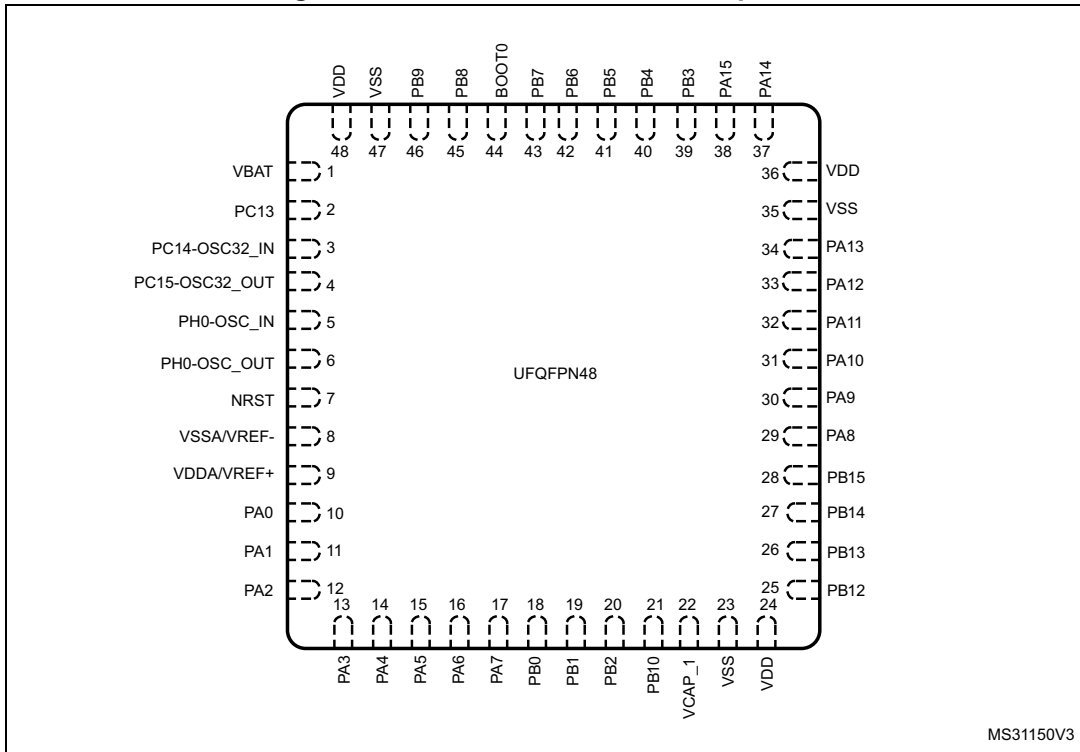 VDD
VSS
PB9
PB8
BOOT0
PB7
PB6
PB5
PB4
PB3
PA15
PA14
48 47 46 45 44 43 42 41 40 39 38 37
VBAT 1
PC13 2
PC14-OSC32_IN 3
PC15-OSC32_OUT 4
PH0-OSC_IN 5
PH0-OSC_OUT 6
NRST 7
VSSA/VREF- 8
VDDA/VREF+ 9
PA0 10
PA1 11
PA2 12
UFQFPN48
36 VDD
35 VSS
34 PA13
33 PA12
32 PA11
31 PA10
30 PA9
29 PA8
28 PB15
27 PB14
26 PB13
25 PB12
13 14 15 16 17 18 19 20 21 22 23 24
PA3
PA4
PA5
PA6
PA7
PB0
PB1
PB2
PB10
VCAP_1
VSS
VDD
MS31150V3